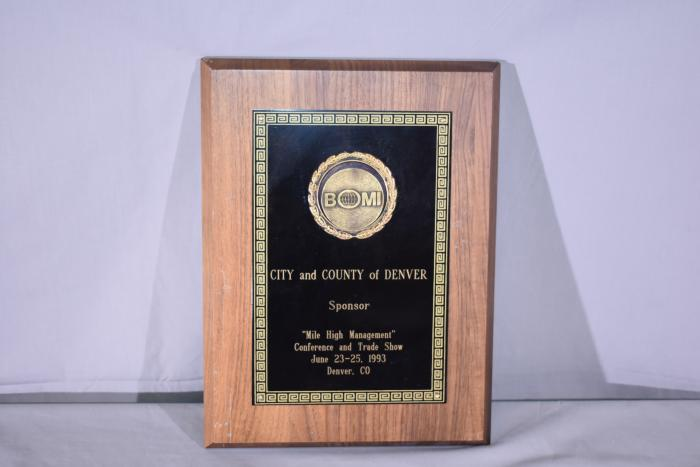 BOMI
CITY and COUNTY of DENVER
Sponsor
"Mile High Management"
Conference and Trade Show
June 23-25, 1993
Denver, CO